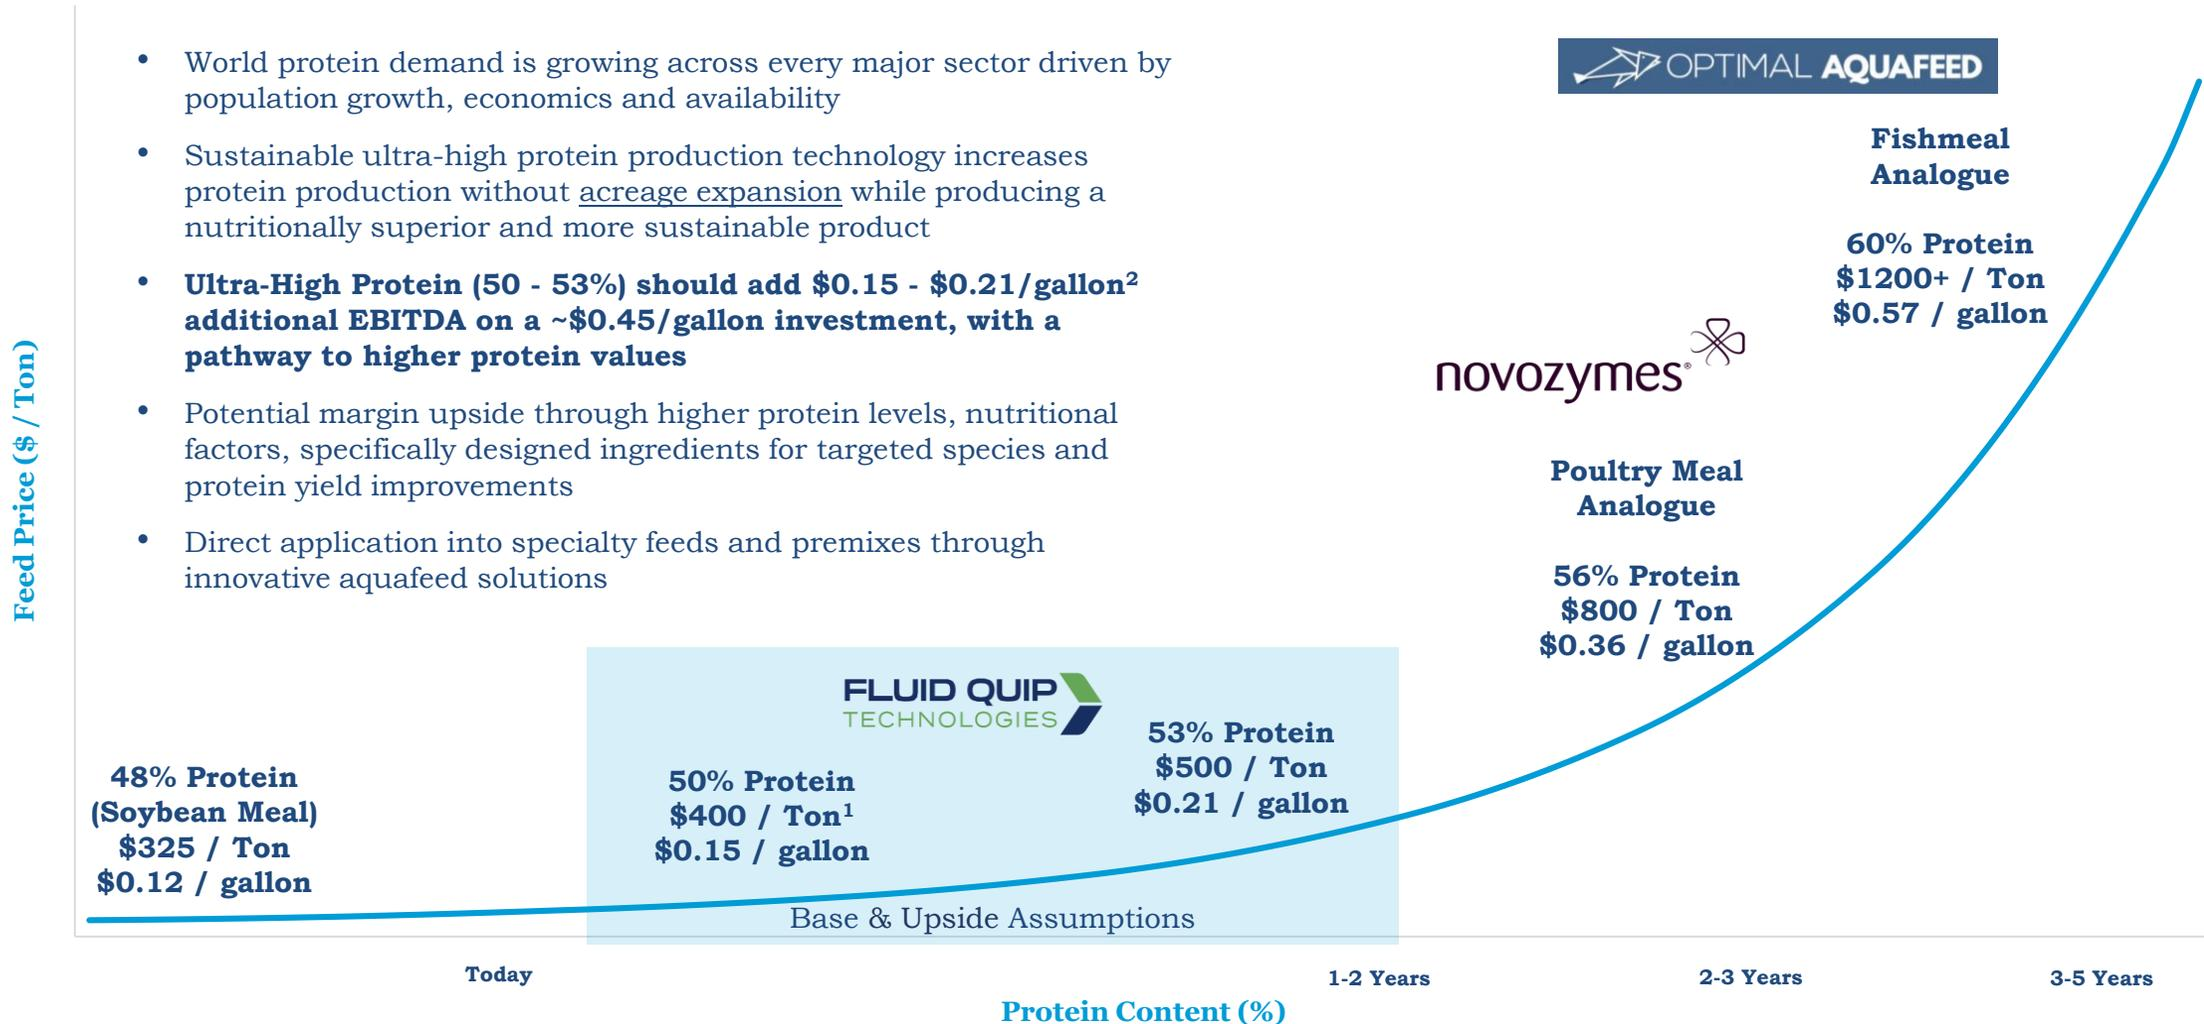 • World protein demand is growing across every major sector driven by
population growth, economics and availability
• Sustainable ultra-high protein production technology increases
protein production without acreage expansion while producing a
nutritionally superior and more sustainable product
• Ultra-High Protein (50 - 53%) should add $0.15 - $0.21/gallon²
additional EBITDA on a ~$0.45/gallon investment, with a
pathway to higher protein values
• Potential margin upside through higher protein levels, nutritional
factors, specifically designed ingredients for targeted species and
protein yield improvements
• Direct application into specialty feeds and premixes through
innovative aquafeed solutions
OPTIMAL AQUAFEED
Fishmeal
Analogue
60% Protein
$1200+ / Ton
$0.57 / gallon
novozymes®
Poultry Meal
Analogue
56% Protein
$800 / Ton
$0.36 / gallon
FLUID QUIP
TECHNOLOGIES
53% Protein
$500 / Ton
$0.21 / gallon
50% Protein
$400 / Ton¹
$0.15 / gallon
48% Protein
(Soybean Meal)
$325 / Ton
$0.12 / gallon
Base & Upside Assumptions
Feed Price ($ / Ton)
Today
1-2 Years
2-3 Years
3-5 Years
Protein Content (%)